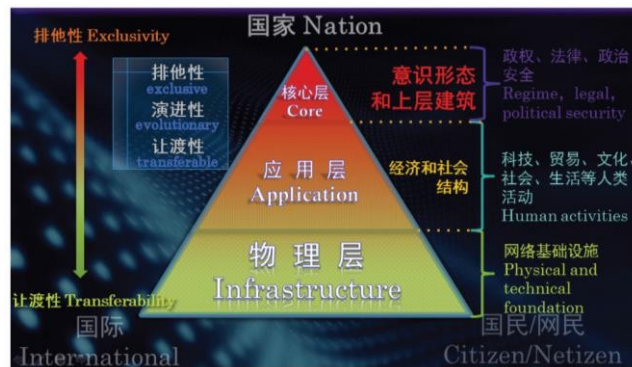 国家 Nation
排他性 Exclusivity
排他性
exclusive
演进性
evolutionary
让渡性
transferable
核心层
Core
意识形态
和上层建筑
政权、法律、政治
安全
Regime, legal,
political security
应用层
Application
经济和社会
结构
科技、贸易、文化、
社会、生活等人类
活动
Human activities
物理层
Infrastructure
网络基础设施
Physical and
technical
foundation
让渡性 Transferability
国际
Inter-national
国民/网民
Citizen/Netizen